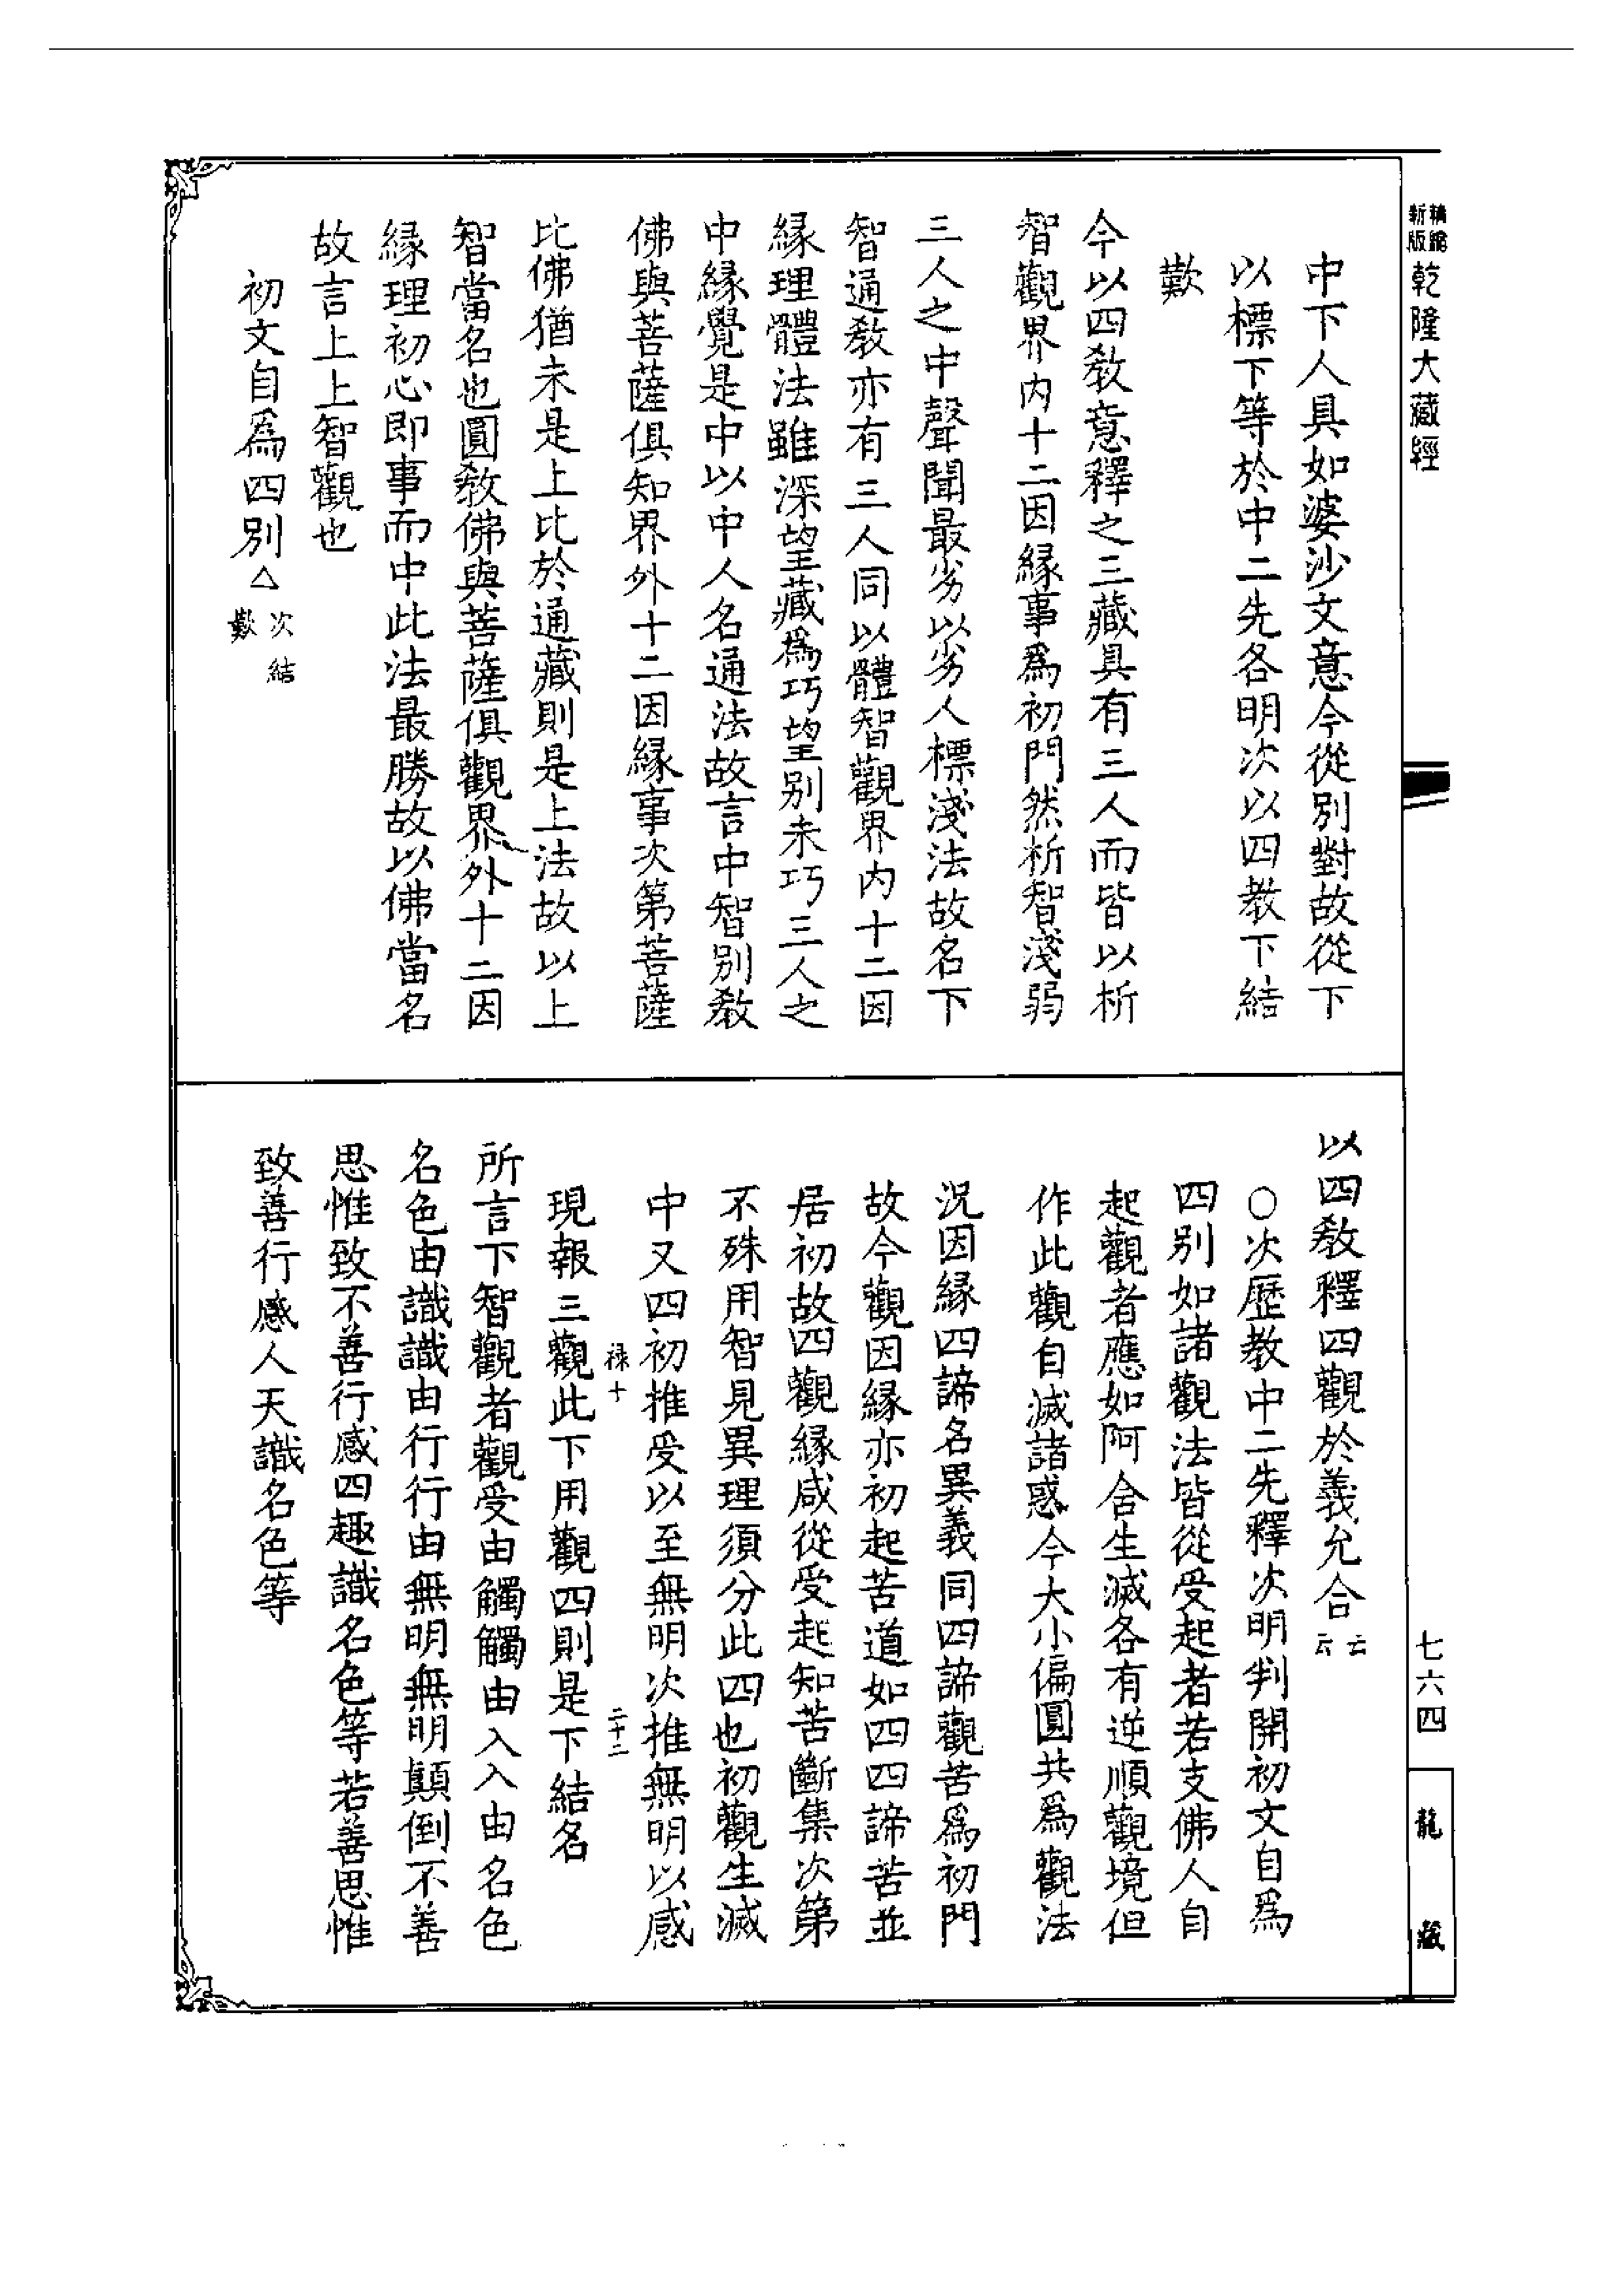 新版精縮乾隆大藏經
中下人具如婆沙文意今從別對故從下
以標下等於中二先各明次以四教下結
歎
今以四教意釋之三藏具有三人而皆以析
智觀界内十二因緣事爲初門然析智淺弱
三人之中聲聞最劣以劣人標淺法故名下
智通教亦有三人同以體智觀界内十二因
緣理體法雖深望藏爲巧望别未巧三人之
中緣覺是中以中人名通法故言中智别教
佛與菩薩俱知界外十二因緣事次第菩薩
比佛猶未是上比於通藏則是上法故以上
智當名也圓教佛與菩薩俱觀界外十二因
緣理初心即事而中此法最勝故以佛當名
故言上上智觀也
初文自爲四別△次結歎
以四教釋四觀於義允合云云
○次歷教中二先釋次明判開初文自爲
四別如諸觀法皆從受起者若支佛人自
起觀者應如阿含生滅各有逆順觀境但
作此觀自滅諸惑今大小偏圓共爲觀法
況因緣四諦名異義同四諦觀苦爲初門
故今觀因緣亦初起苦道如四四諦苦並
居初故四觀緣咸從受起知苦斷集次第
不殊用智見異理須分此四也初觀生滅
中又四初推受以至無明次推無明以感
祿十 二十二
現報三觀此下用觀四則是下結名
所言下智觀者觀受由觸觸由入入由名色
名色由識識由行行由無明無明顛倒不善
思惟致不善行感四趣識名色等若善思惟
致善行感人天識名色等
七六四
龍藏